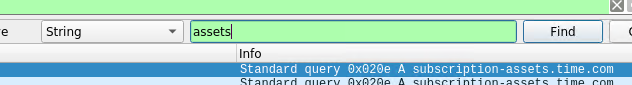 e String assets Find
Info
Standard query 0x020e A subscription-assets.time.com
Standard query 0x020e A subscription-assets.time.com